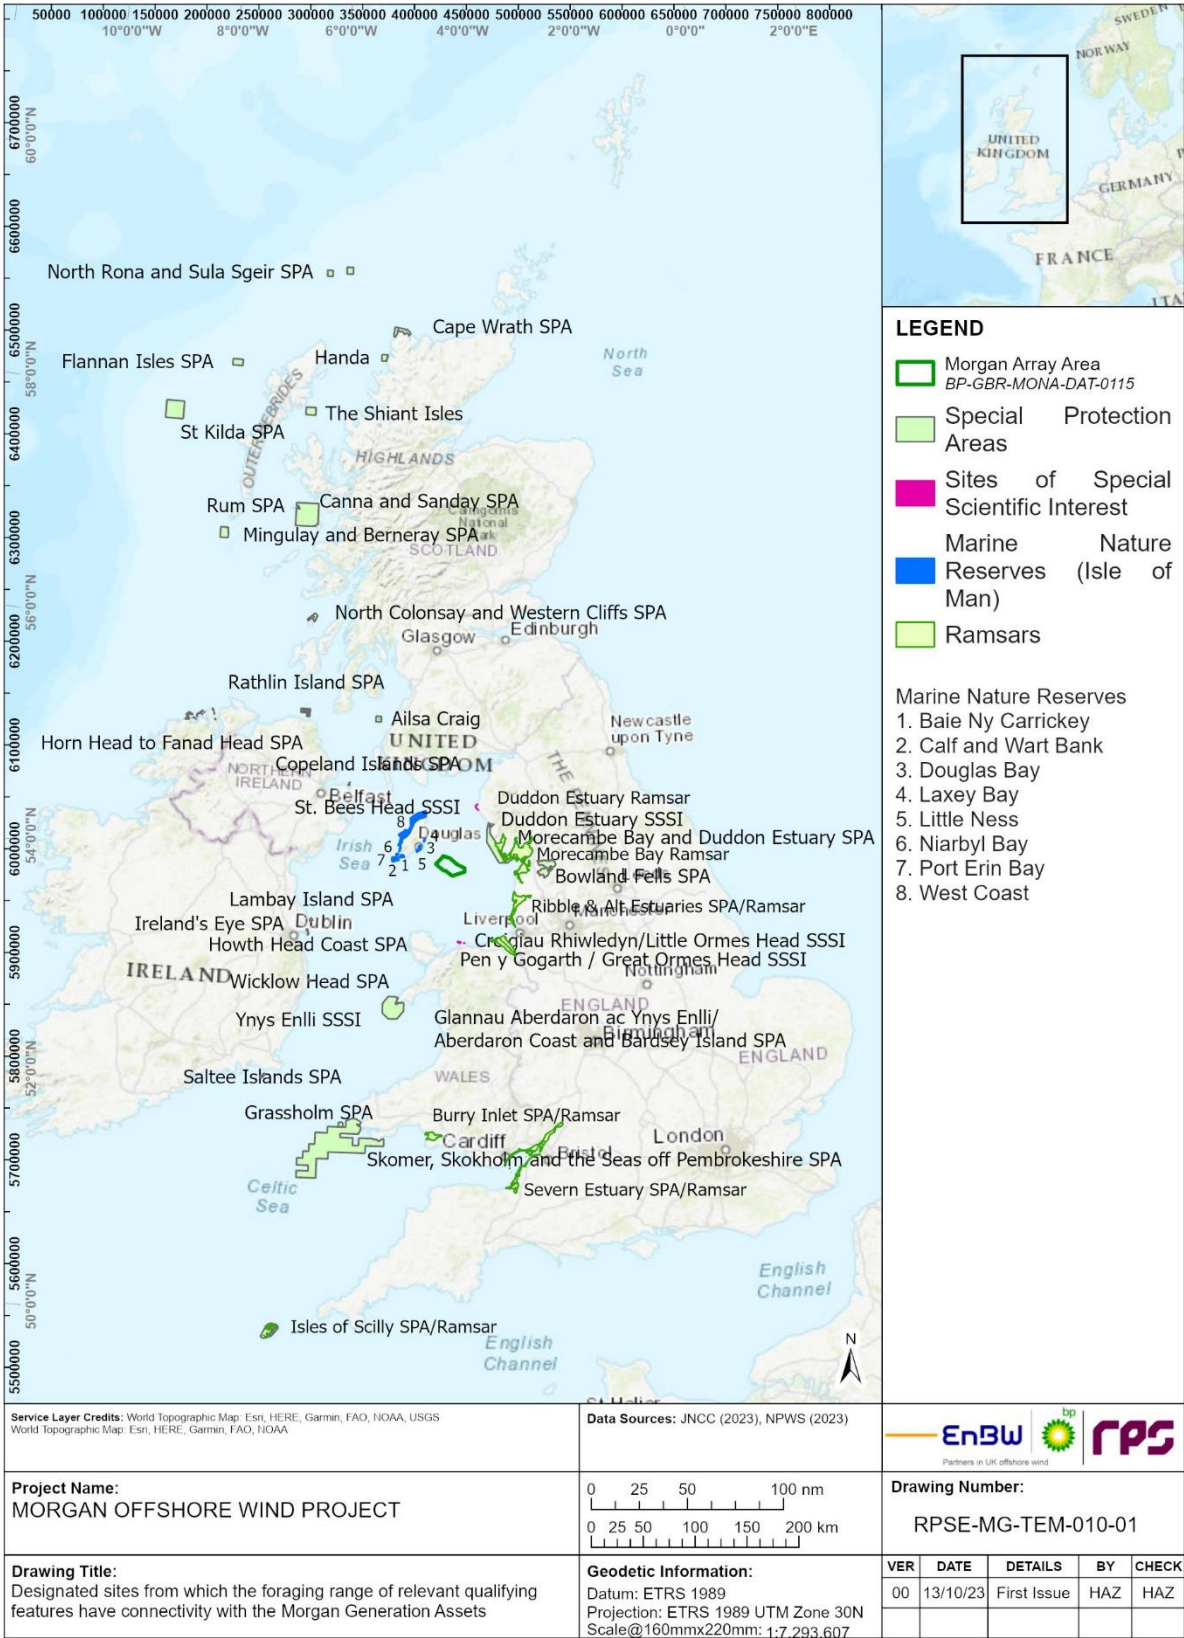 50000 100000 150000 200000 250000 300000 350000 400000 450000 500000 550000 600000 650000 700000 750000 800000
10°0'0"W 8°0'0"W 6°0'0"W 4°0'0"W 2°0'0"W 0°0'0" 2°0'0"E
6700000
60°0'0"N
6600000
6500000
58°0'0"N
6400000
6300000
56°0'0"N
6200000
6100000
54°0'0"N
6000000
5900000
5800000
52°0'0"N
5700000
5600000
50°0'0"N
5500000
North Rona and Sula Sgeir SPA
Cape Wrath SPA
Flannan Isles SPA
Handa
North
Sea
The Shiant Isles
St Kilda SPA
OUTER HEBRIDES
HIGHLANDS
Rum SPA
Canna and Sanday SPA
Cairngorms
National
Park
Mingulay and Berneray SPA
SCOTLAND
North Colonsay and Western Cliffs SPA
Glasgow
Edinburgh
Rathlin Island SPA
Ailsa Craig
Newcastle
upon Tyne
Horn Head to Fanad Head SPA
UNITED
KINGDOM
Copeland Islands SPA
NORTHERN
IRELAND
Belfast
THE PENNINES
St. Bees Head SSSI
Duddon Estuary Ramsar
Duddon Estuary SSSI
8
Douglas
4
3
Morecambe Bay and Duddon Estuary SPA
Irish
Sea
6
7
2
1
5
Morecambe Bay Ramsar
Leeds
Bowland Fells SPA
Lambay Island SPA
Ribble & Alt Estuaries SPA/Ramsar
Ireland's Eye SPA
Dublin
Liverpool
Manchester
Howth Head Coast SPA
Creigiau Rhiwledyn/Little Ormes Head SSSI
Pen y Gogarth / Great Ormes Head SSSI
IRELAND
Wicklow Head SPA
Nottingham
Ynys Enlli SSSI
ENGLAND
Glannau Aberdaron ac Ynys Enlli/
Aberdaron Coast and Bardsey Island SPA
Birmingham
ENGLAND
Saltee Islands SPA
WALES
Grassholm SPA
Burry Inlet SPA/Ramsar
Cardiff
London
Bristol
Skomer, Skokholm and the Seas off Pembrokeshire SPA
Celtic
Sea
Severn Estuary SPA/Ramsar
English
Channel
Isles of Scilly SPA/Ramsar
English
Channel
St Helier
N
SWEDEN
NORWAY
UNITED
KINGDOM
GERMANY
FRANCE
LEGEND
Morgan Array Area
BP-GBR-MONA-DAT-0115
Special Protection
Areas
Sites of Special
Scientific Interest
Marine Nature
Reserves (Isle of
Man)
Ramsars
Marine Nature Reserves
1. Baie Ny Carrickey
2. Calf and Wart Bank
3. Douglas Bay
4. Laxey Bay
5. Little Ness
6. Niarbyl Bay
7. Port Erin Bay
8. West Coast
Service Layer Credits: World Topographic Map: Esri, HERE, Garmin, FAO, NOAA, USGS
World Topographic Map: Esri, HERE, Garmin, FAO, NOAA
Data Sources: JNCC (2023), NPWS (2023)
EnBW
Partners in UK offshore wind
bp
rps
Project Name:
MORGAN OFFSHORE WIND PROJECT
0 25 50 100 nm
0 25 50 100 150 200 km
Drawing Number:
RPSE-MG-TEM-010-01
Drawing Title:
Designated sites from which the foraging range of relevant qualifying
features have connectivity with the Morgan Generation Assets
Geodetic Information:
Datum: ETRS 1989
Projection: ETRS 1989 UTM Zone 30N
Scale@160mmx220mm: 1:7,293,607
VER DATE DETAILS BY CHECK
00 13/10/23 First Issue HAZ HAZ